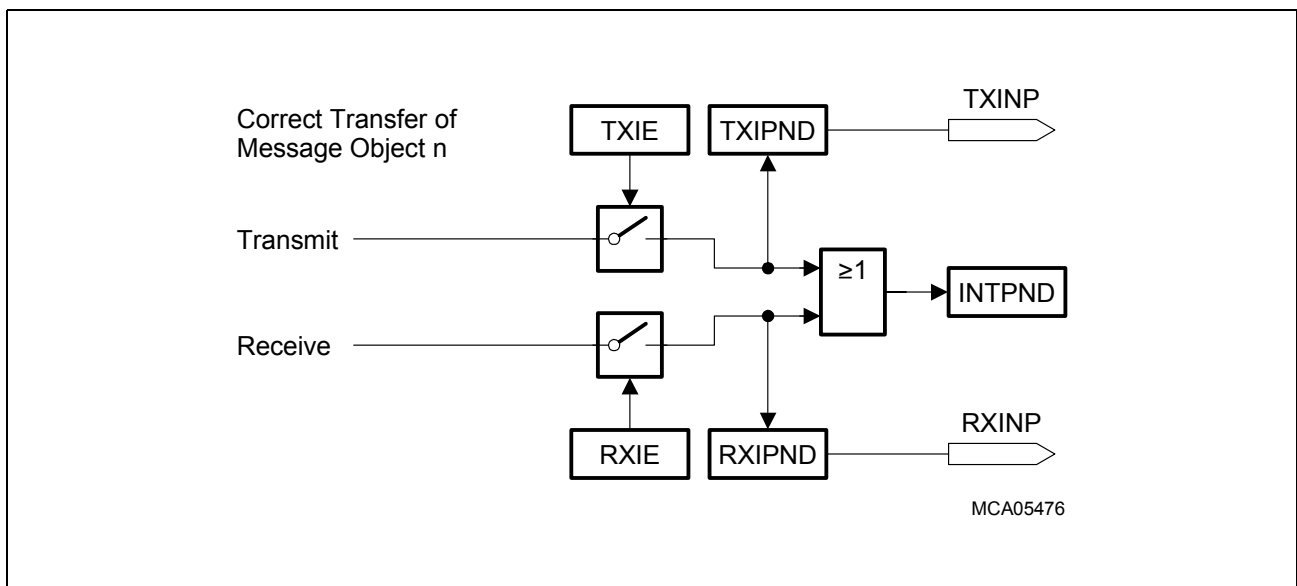 Correct Transfer of
Message Object n
TXIE
TXIPND
TXINP
Transmit
≥1
INTPND
Receive
RXIE
RXIPND
RXINP
MCA05476